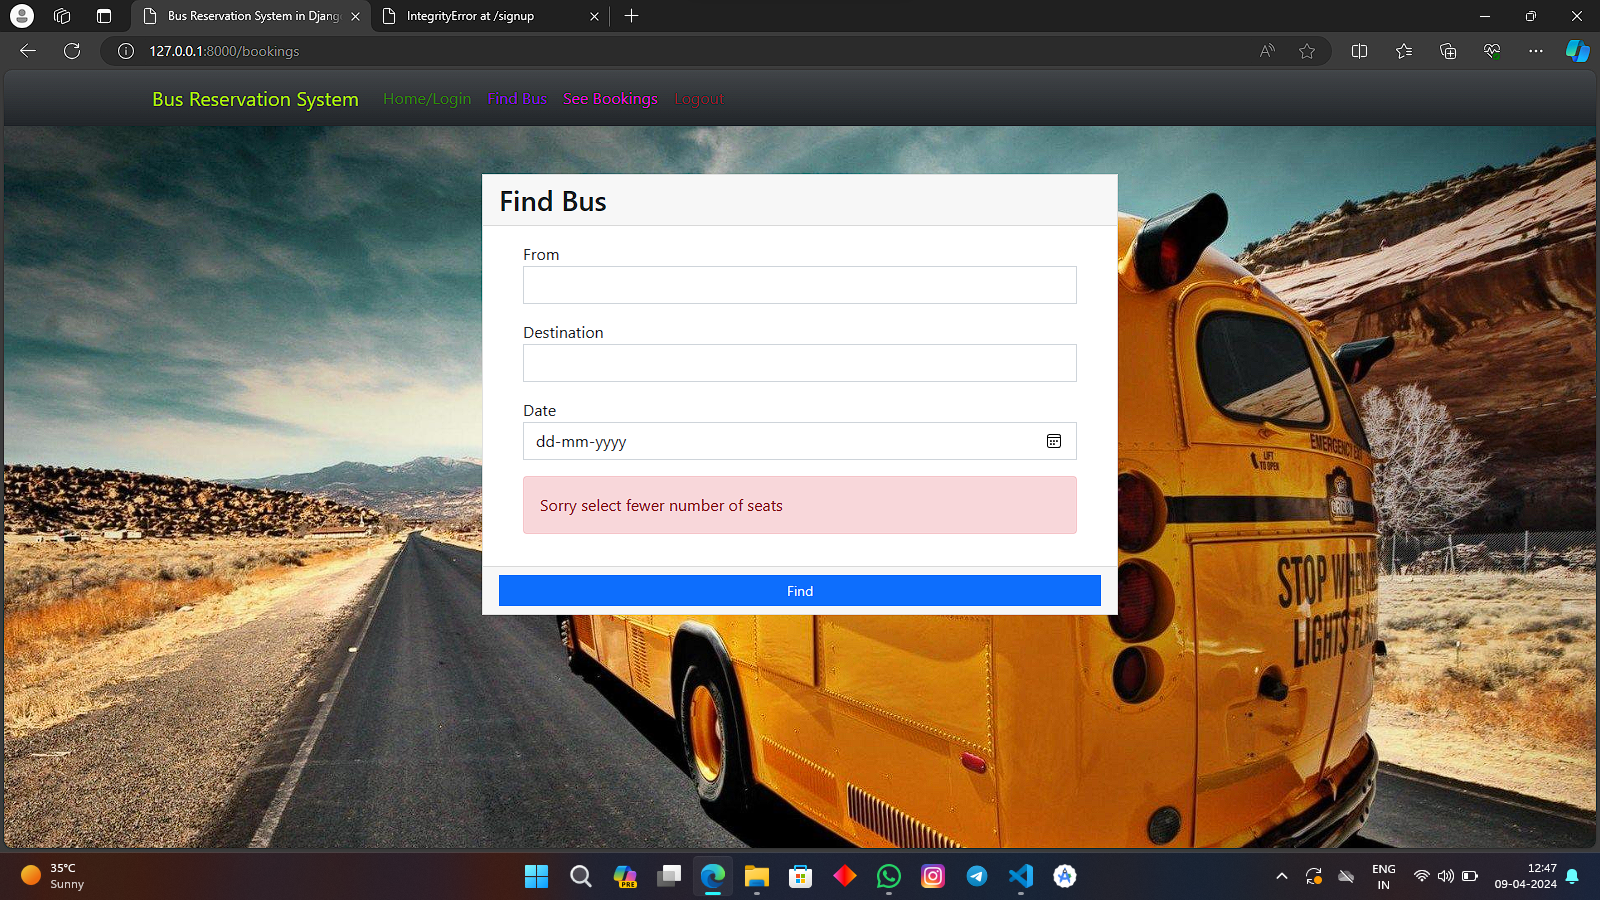 Bus Reservation System in Djang
IntegrityError at /signup
127.0.0.1:8000/bookings
Bus Reservation System
Home/Login
Find Bus
See Bookings
Logout
Find Bus
From
Destination
Date
dd-mm-yyyy
Sorry select fewer number of seats
Find
EMERGENCY EXIT
LIFT
TO OPEN
STOP WHEN
LIGHTS FLA
35°C
Sunny
PRE
ENG
IN
12:47
09-04-2024